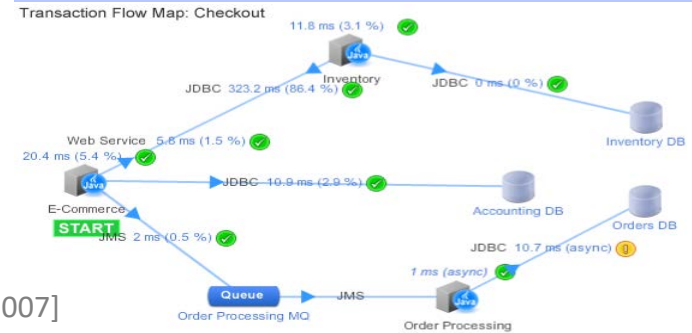 Transaction Flow Map: Checkout
11.8 ms (3.1 %)
Java
Inventory
JDBC 323.2 ms (86.4 %)
JDBC 0 ms (0 %)
Inventory DB
Web Service 5.8 ms (1.5 %)
20.4 ms (5.4 %)
Java
E-Commerce
START
JDBC 10.9 ms (2.9 %)
Accounting DB
Orders DB
JMS 2 ms (0.5 %)
JDBC 10.7 ms (async)
1 ms (async)
Queue
JMS
Java
Order Processing MQ
Order Processing
007]